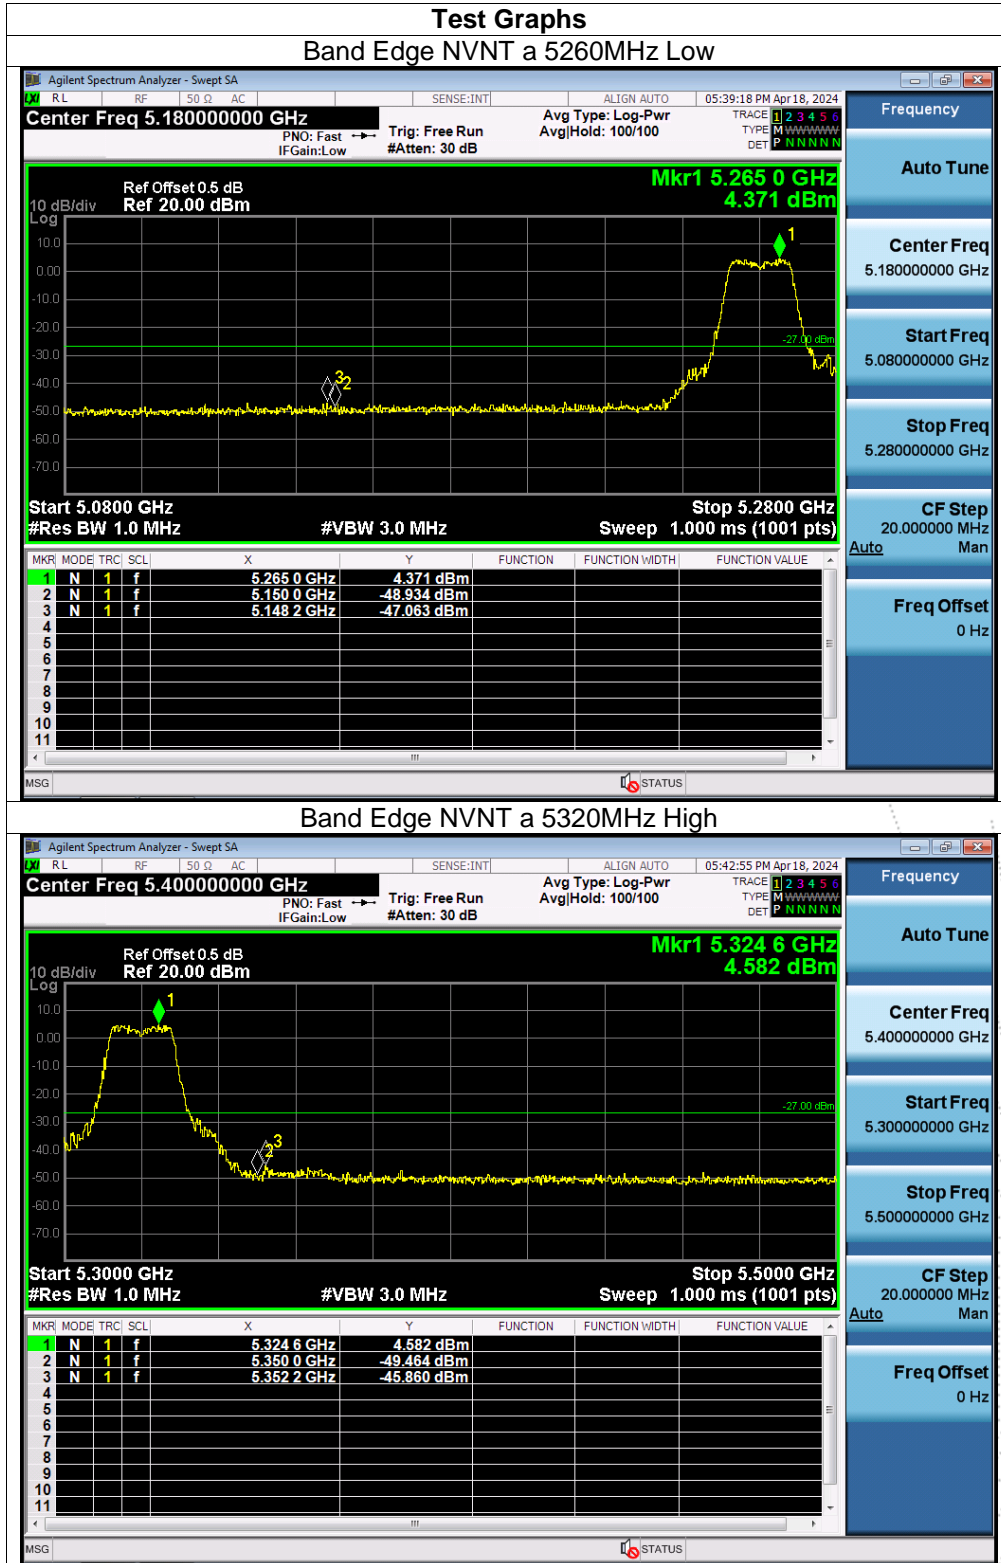 Test Graphs
Band Edge NVNT a 5260MHz Low
Agilent Spectrum Analyzer - Swept SA
LXI RL RF 50 Ω AC SENSE:INT ALIGN AUTO 05:39:18 PM Apr 18, 2024
Center Freq 5.180000000 GHz
PNO: Fast Trig: Free Run Avg Type: Log-Pwr TRACE 1 2 3 4 5 6
IFGain:Low #Atten: 30 dB Avg|Hold: 100/100 TYPE M WWWWW
DET P N N N N N
Frequency
Auto Tune
Center Freq
5.180000000 GHz
Start Freq
5.080000000 GHz
Stop Freq
5.280000000 GHz
CF Step
20.000000 MHz
Auto Man
Freq Offset
0 Hz
Mkr1 5.265 0 GHz
4.371 dBm
Ref Offset 0.5 dB
10 dB/div Ref 20.00 dBm
Log
10.0
0.00
-10.0
-20.0
-30.0
-40.0
-50.0
-60.0
-70.0
1
-27.00 dBm
3
2
Start 5.0800 GHz Stop 5.2800 GHz
#Res BW 1.0 MHz #VBW 3.0 MHz Sweep 1.000 ms (1001 pts)
MKR MODE TRC SCL X Y FUNCTION FUNCTION WIDTH FUNCTION VALUE
1 N 1 f 5.265 0 GHz 4.371 dBm
2 N 1 f 5.150 0 GHz -48.934 dBm
3 N 1 f 5.148 2 GHz -47.063 dBm
4
5
6
7
8
9
10
11
MSG STATUS
Band Edge NVNT a 5320MHz High
Agilent Spectrum Analyzer - Swept SA
LXI RL RF 50 Ω AC SENSE:INT ALIGN AUTO 05:42:55 PM Apr 18, 2024
Center Freq 5.400000000 GHz
PNO: Fast Trig: Free Run Avg Type: Log-Pwr TRACE 1 2 3 4 5 6
IFGain:Low #Atten: 30 dB Avg|Hold: 100/100 TYPE M WWWWW
DET P N N N N N
Frequency
Auto Tune
Center Freq
5.400000000 GHz
Start Freq
5.300000000 GHz
Stop Freq
5.500000000 GHz
CF Step
20.000000 MHz
Auto Man
Freq Offset
0 Hz
Mkr1 5.324 6 GHz
4.582 dBm
Ref Offset 0.5 dB
10 dB/div Ref 20.00 dBm
Log
10.0
0.00
-10.0
-20.0
-30.0
-40.0
-50.0
-60.0
-70.0
1
-27.00 dBm
3
2
Start 5.3000 GHz Stop 5.5000 GHz
#Res BW 1.0 MHz #VBW 3.0 MHz Sweep 1.000 ms (1001 pts)
MKR MODE TRC SCL X Y FUNCTION FUNCTION WIDTH FUNCTION VALUE
1 N 1 f 5.324 6 GHz 4.582 dBm
2 N 1 f 5.350 0 GHz -49.464 dBm
3 N 1 f 5.352 2 GHz -45.860 dBm
4
5
6
7
8
9
10
11
MSG STATUS